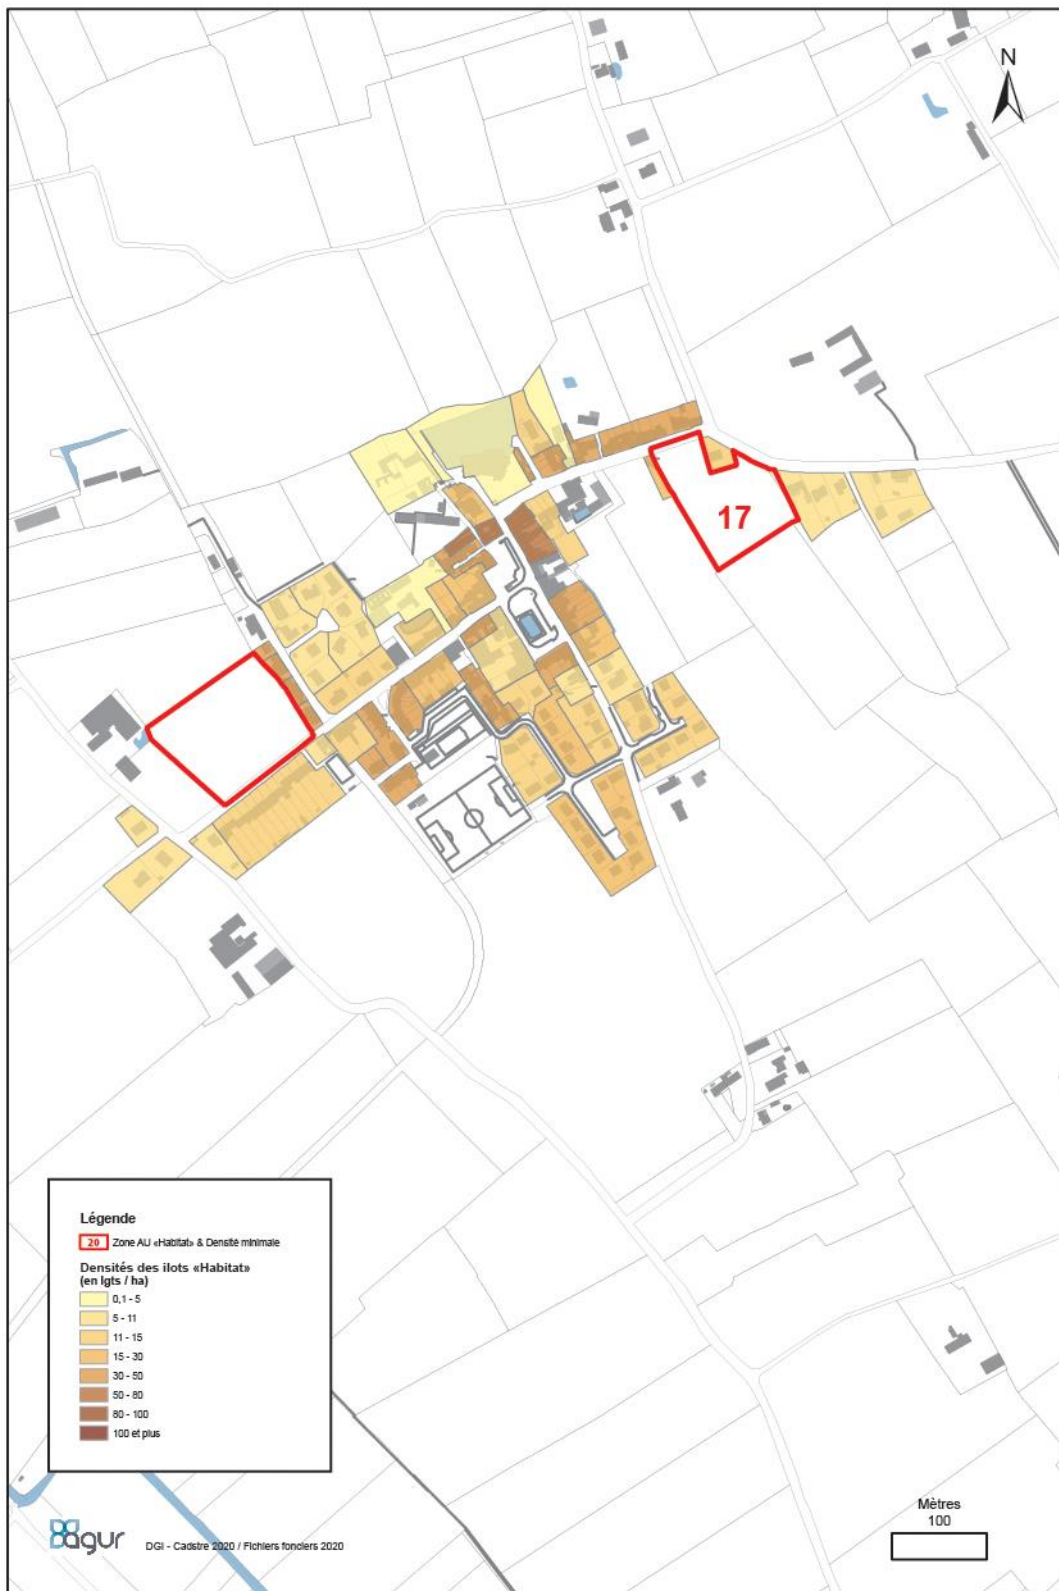 N
17
Légende
20 Zone AU «Habitat» & Densité minimale
Densités des ilots «Habitat»
(en lgts / ha)
0,1 - 5
5 - 11
11 - 15
15 - 30
30 - 50
50 - 80
80 - 100
100 et plus
agur
DGI - Cadstre 2020 / Fichiers fonciers 2020
Mètres
100